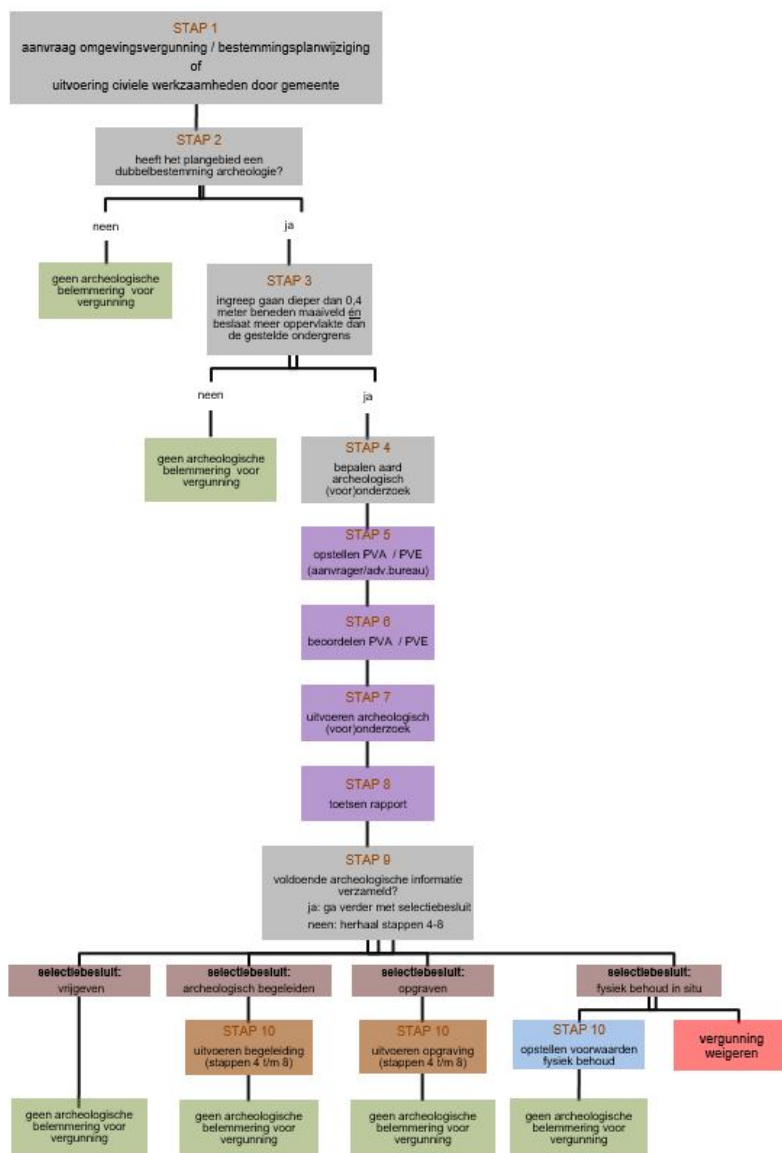 STAP 1
aanvraag omgevingsvergunning / bestemmingsplanwijziging
of
uitvoering civiele werkzaamheden door gemeente
STAP 2
heeft het plangebied een
dubbelbestemming archeologie?
neen
ja
geen archeologische
belemmering voor
vergunning
STAP 3
ingreep gaan dieper dan 0,4
meter beneden maaiveld én
beslaat meer oppervlakte dan
de gestelde ondergrens
neen
ja
geen archeologische
belemmering voor
vergunning
STAP 4
bepalen aard
archeologisch
(voor)onderzoek
STAP 5
opstellen PVA / PVE
(aanvrager/adv.bureau)
STAP 6
beoordelen PVA / PVE
STAP 7
uitvoeren archeologisch
(voor)onderzoek
STAP 8
toetsen rapport
STAP 9
voldoende archeologische informatie
verzameld?
ja: ga verder met selectiebesluit
neen: herhaal stappen 4-8
selectiebesluit:
vrijgeven
selectiebesluit:
archeologisch begeleiden
selectiebesluit:
opgraven
selectiebesluit:
fysiek behoud in situ
STAP 10
uitvoeren begeleiding
(stappen 4 t/m 8)
STAP 10
uitvoeren opgraving
(stappen 4 t/m 8)
STAP 10
opstellen voorwaarden
fysiek behoud
vergunning
weigeren
geen archeologische
belemmering voor
vergunning
geen archeologische
belemmering voor
vergunning
geen archeologische
belemmering voor
vergunning
geen archeologische
belemmering voor
vergunning